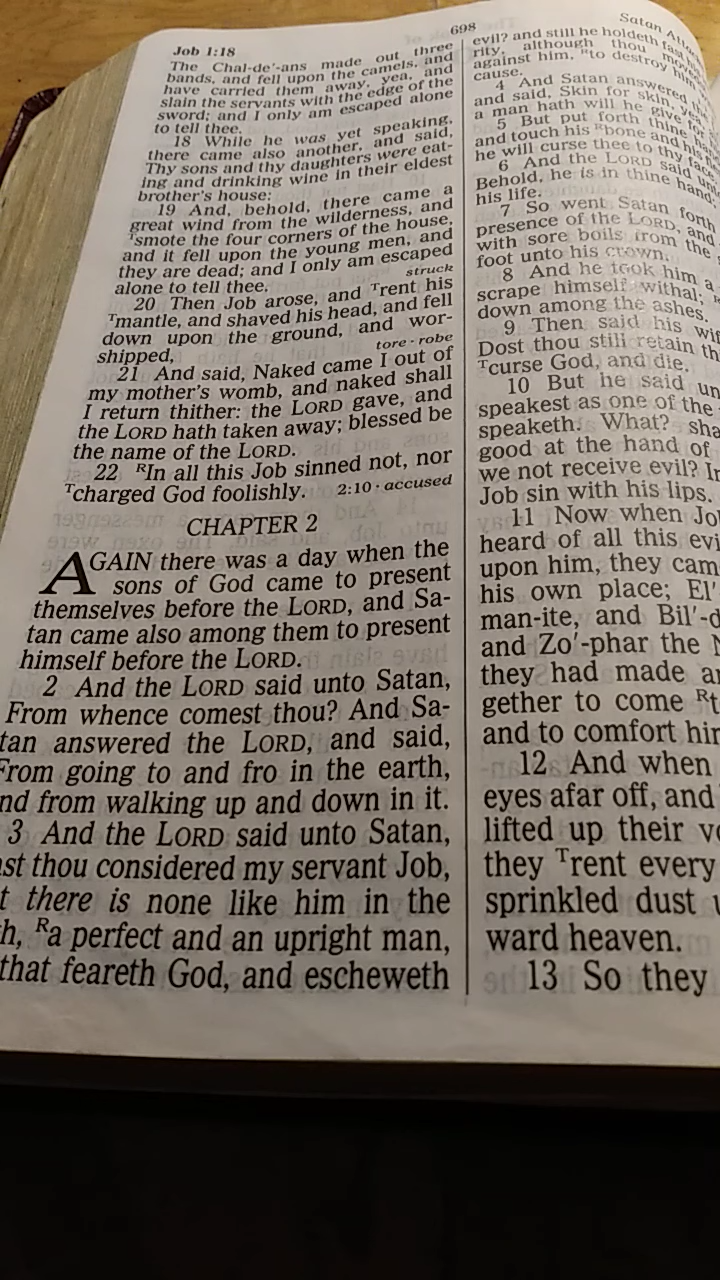 Job 1:18
698
Satan
The Chal-de′-ans made out three
bands, and fell upon the camels, and
have carried them away, yea, and
slain the servants with the edge of the
sword; and I only am escaped alone
to tell thee.
18 While he was yet speaking,
there came also another, and said,
Thy sons and thy daughters were eat-
ing and drinking wine in their eldest
brother's house:
19 And, behold, there came a
great wind from the wilderness, and
Tsmote the four corners of the house,
and it fell upon the young men, and
they are dead; and I only am escaped
alone to tell thee. struck
20 Then Job arose, and Trent his
Tmantle, and shaved his head, and fell
down upon the ground, and wor-
shipped, tore · robe
21 And said, Naked came I out of
my mother's womb, and naked shall
I return thither: the LORD gave, and
the LORD hath taken away; blessed be
the name of the LORD.
22 RIn all this Job sinned not, nor
Tcharged God foolishly. 2:10 · accused
CHAPTER 2
AGAIN there was a day when the
sons of God came to present
themselves before the LORD, and Sa-
tan came also among them to present
himself before the LORD.
2 And the LORD said unto Satan,
From whence comest thou? And Sa-
tan answered the LORD, and said,
From going to and fro in the earth,
nd from walking up and down in it.
3 And the LORD said unto Satan,
ast thou considered my servant Job,
t there is none like him in the
h, Ra perfect and an upright man,
that feareth God, and escheweth
evil? and still he holdeth fast
rity, although thou
against him, Rto destroy him
cause.
4 And Satan answered
and said, Skin for skin,
a man hath will he give for
5 But put forth thine
and touch his Rbone and his
he will curse thee to thy
6 And the LORD said
Behold, he is in thine hand;
his life.
7 So went Satan forth
presence of the LORD, and
with sore boils from the
foot unto his crown.
8 And he took him a
scrape himself withal;
down among the ashes.
9 Then said his wif
Dost thou still retain th
Tcurse God, and die.
10 But he said un
speakest as one of the
speaketh. What? sha
good at the hand of
we not receive evil? In
Job sin with his lips.
11 Now when Jo
heard of all this evi
upon him, they cam
his own place; El′
man-ite, and Bil′-d
and Zo′-phar the N
they had made a
gether to come Rt
and to comfort hi
12 And when
eyes afar off, and
lifted up their vo
they Trent every
sprinkled dust u
ward heaven.
13 So they